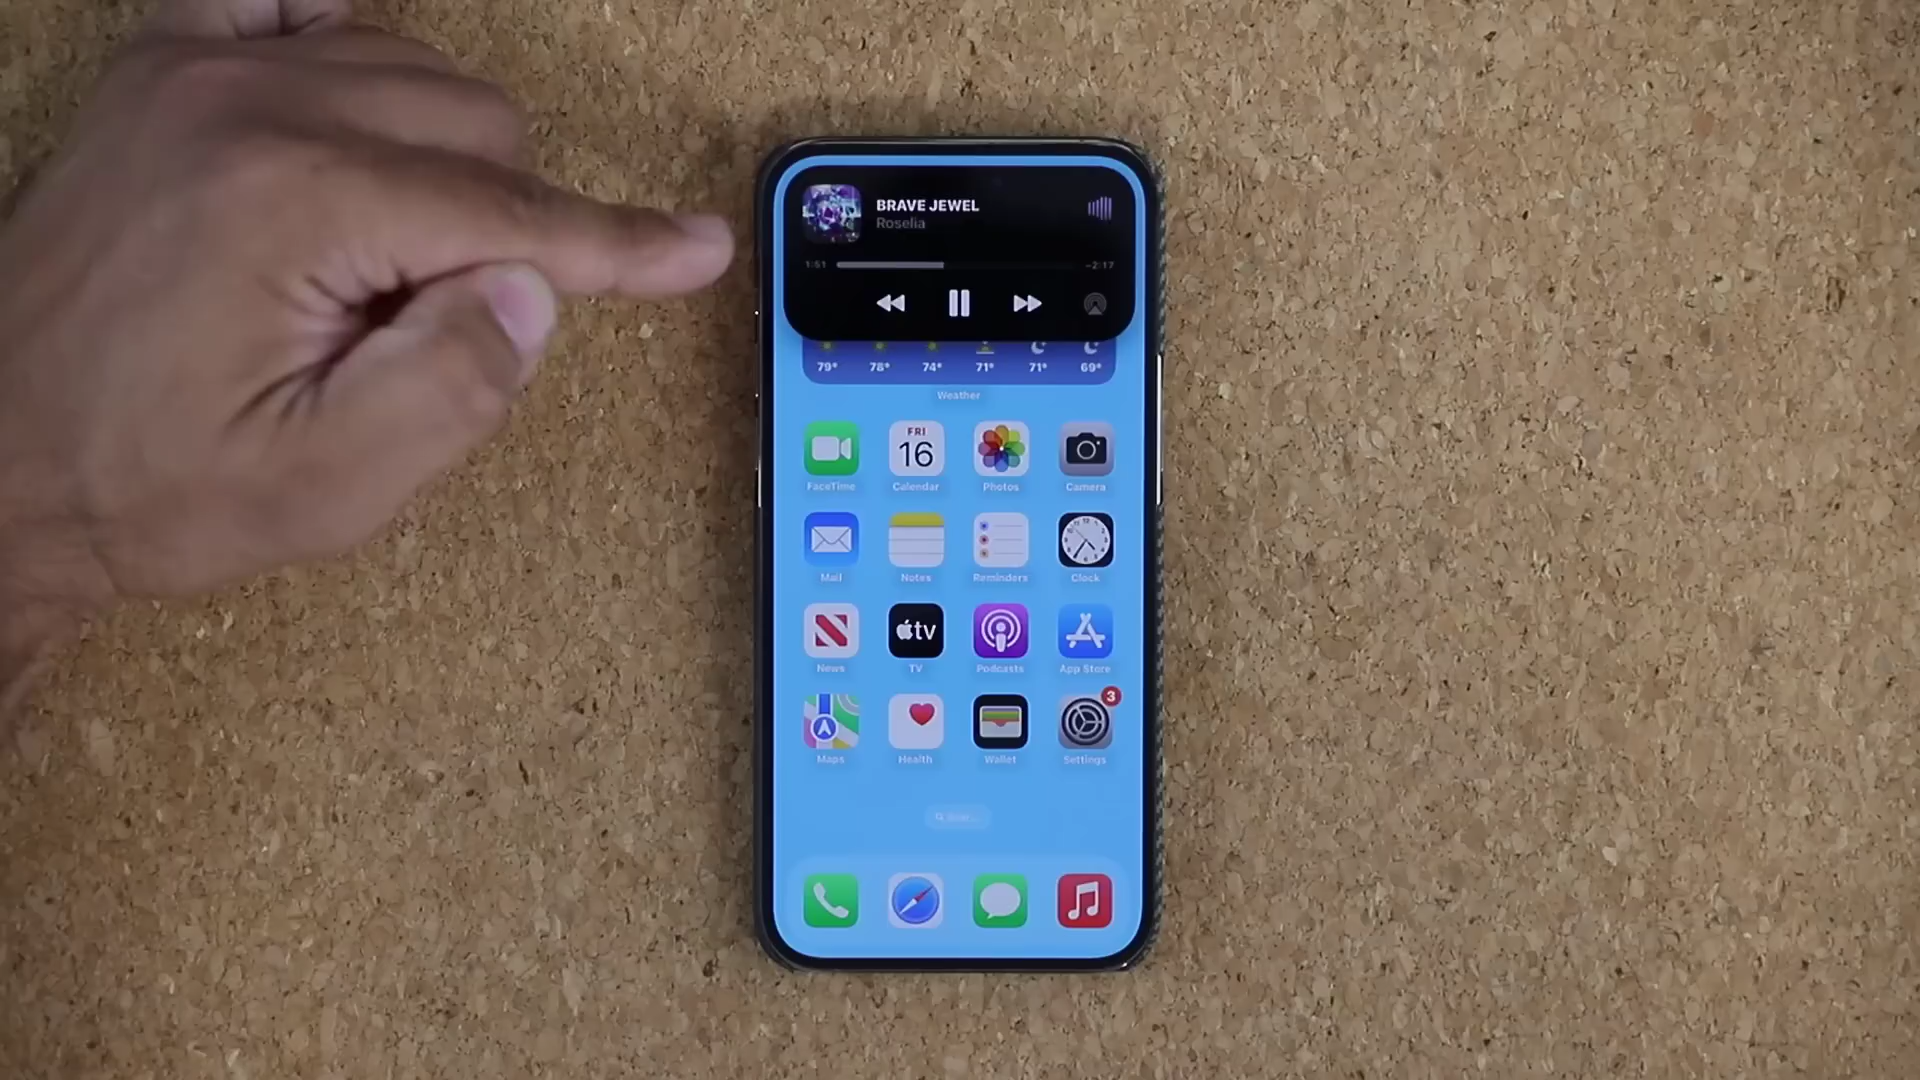 BRAVE JEWEL
Roselia
1:51 -2:17
79° 78° 74° 71° 71° 69°
Weather
FRI
16
FaceTime Calendar Photos Camera
Mail Notes Reminders Clock
tv
News TV Podcasts App Store
3
Maps Health Wallet Settings